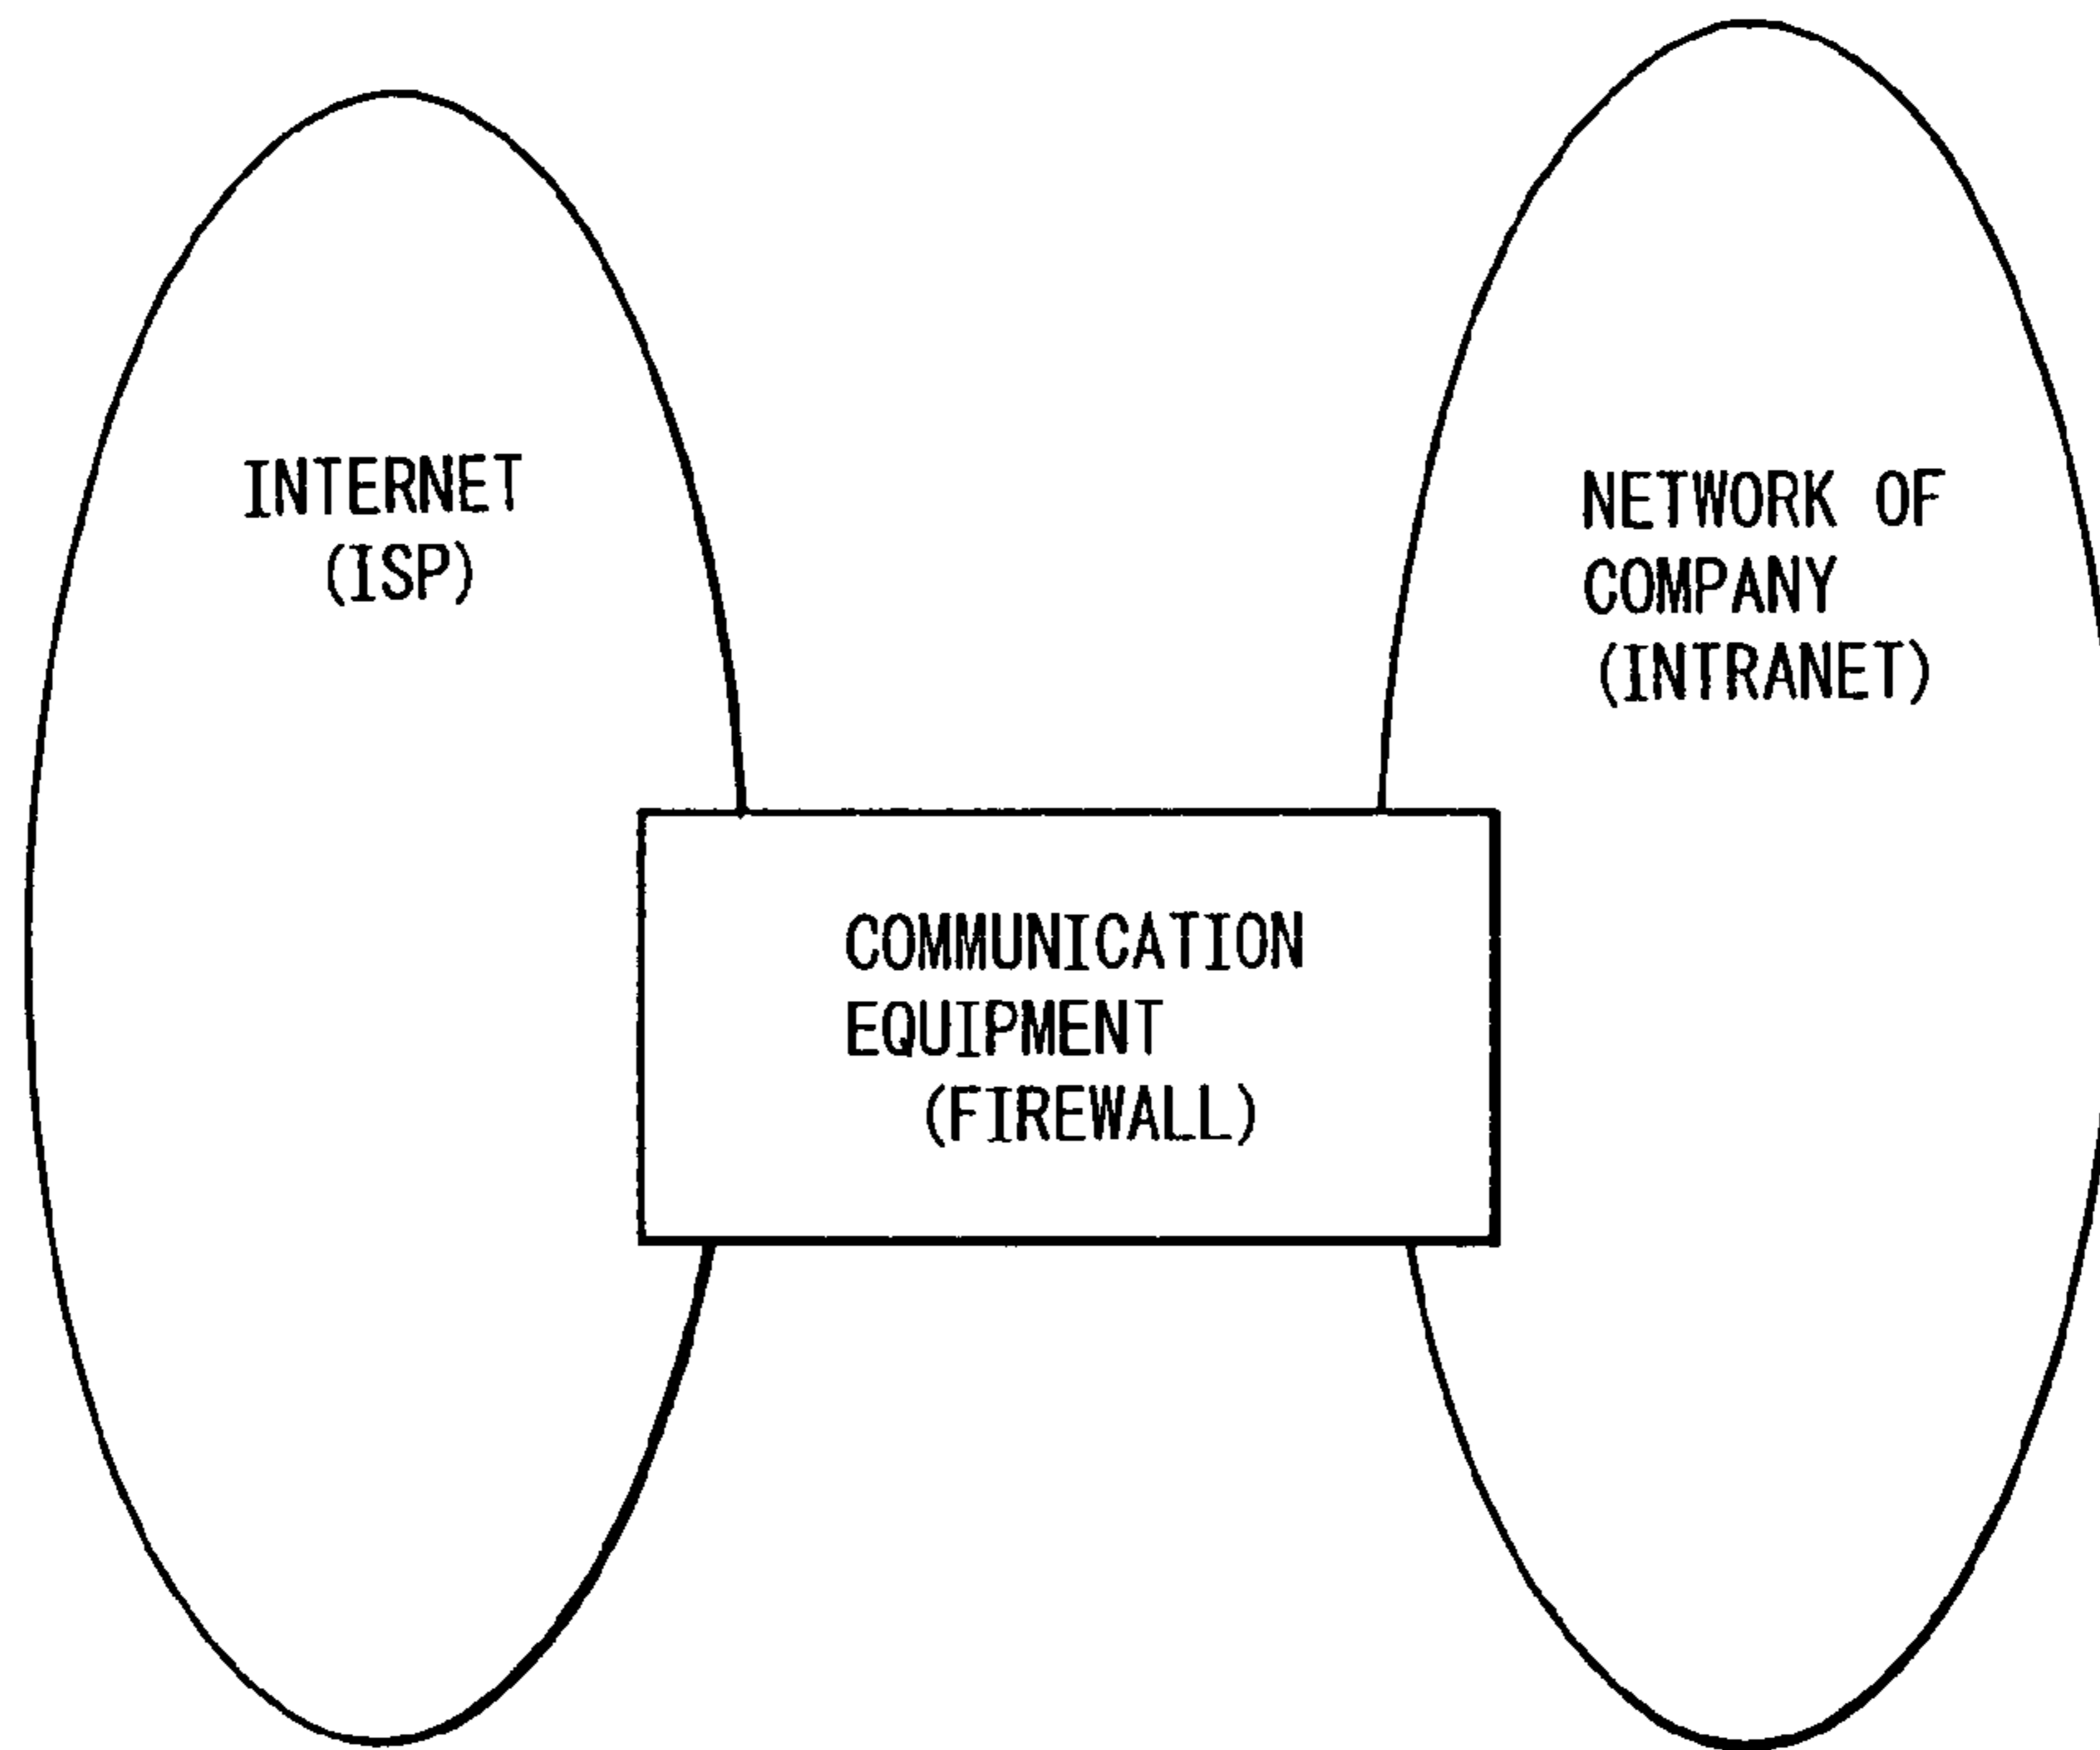 INTERNET
(ISP)
NETWORK OF
COMPANY
(INTRANET)
COMMUNICATION
EQUIPMENT
(FIREWALL)